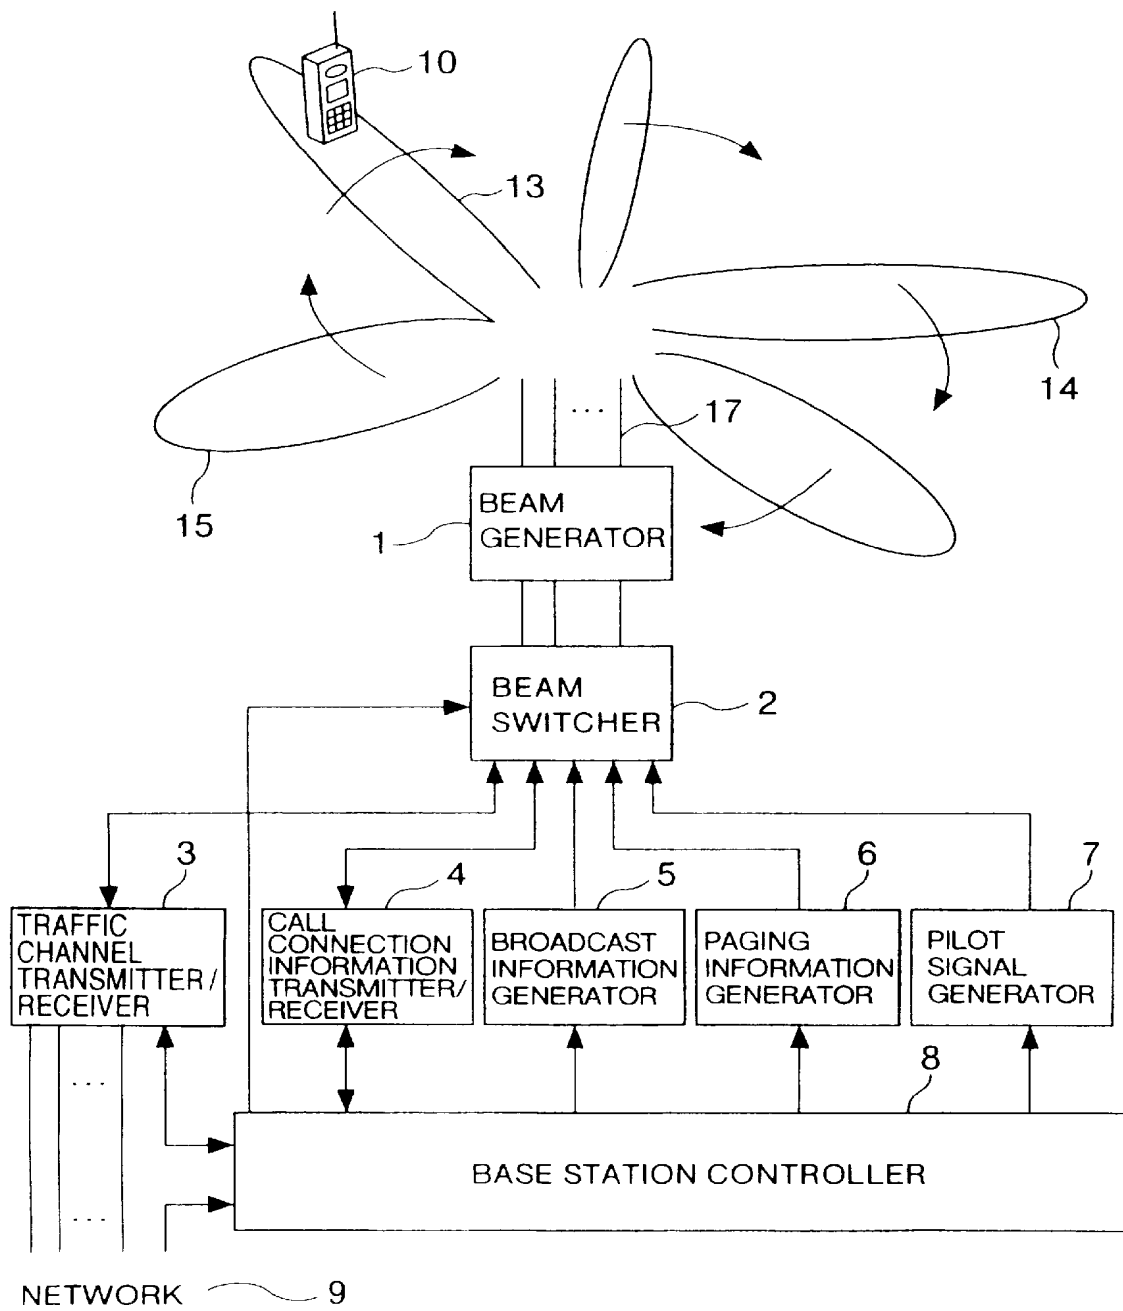 10
13
14
17
15
BEAM
GENERATOR
1
BEAM
SWITCHER
2
3
4
5
6
7
TRAFFIC
CHANNEL
TRANSMITTER/
RECEIVER
CALL
CONNECTION
INFORMATION
TRANSMITTER/
RECEIVER
BROADCAST
INFORMATION
GENERATOR
PAGING
INFORMATION
GENERATOR
PILOT
SIGNAL
GENERATOR
...
8
BASE STATION CONTROLLER
...
NETWORK
9